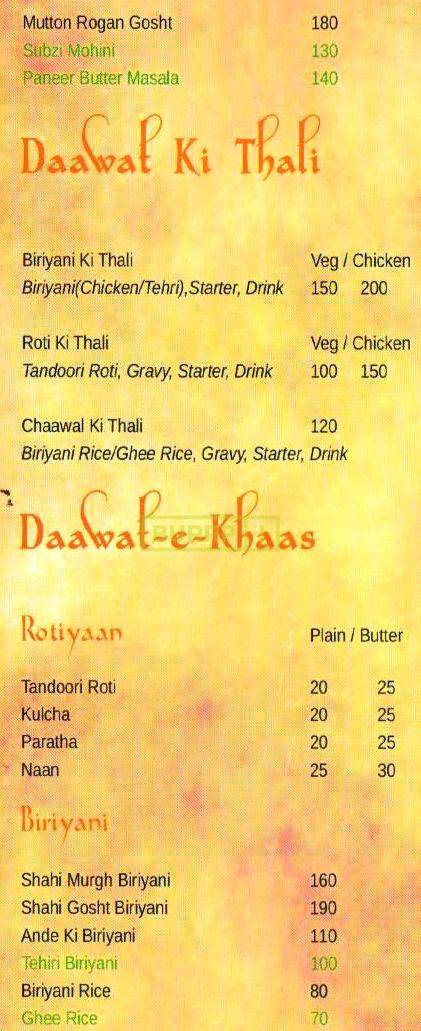 Mutton Rogan Gosht 180
Subzi Mohini 130
Paneer Butter Masala 140
Daawat Ki Thali
Biriyani Ki Thali Veg / Chicken
Biriyani(Chicken/Tehri),Starter, Drink 150 200
Roti Ki Thali Veg / Chicken
Tandoori Roti, Gravy, Starter, Drink 100 150
Chaawal Ki Thali 120
Biriyani Rice/Ghee Rice, Gravy, Starter, Drink
Daawat-e-Khaas
Rotiyaan Plain / Butter
Tandoori Roti 20 25
Kulcha 20 25
Paratha 20 25
Naan 25 30
Biriyani
Shahi Murgh Biriyani 160
Shahi Gosht Biriyani 190
Ande Ki Biriyani 110
Tehiri Biriyani 100
Biriyani Rice 80
Ghee Rice 70